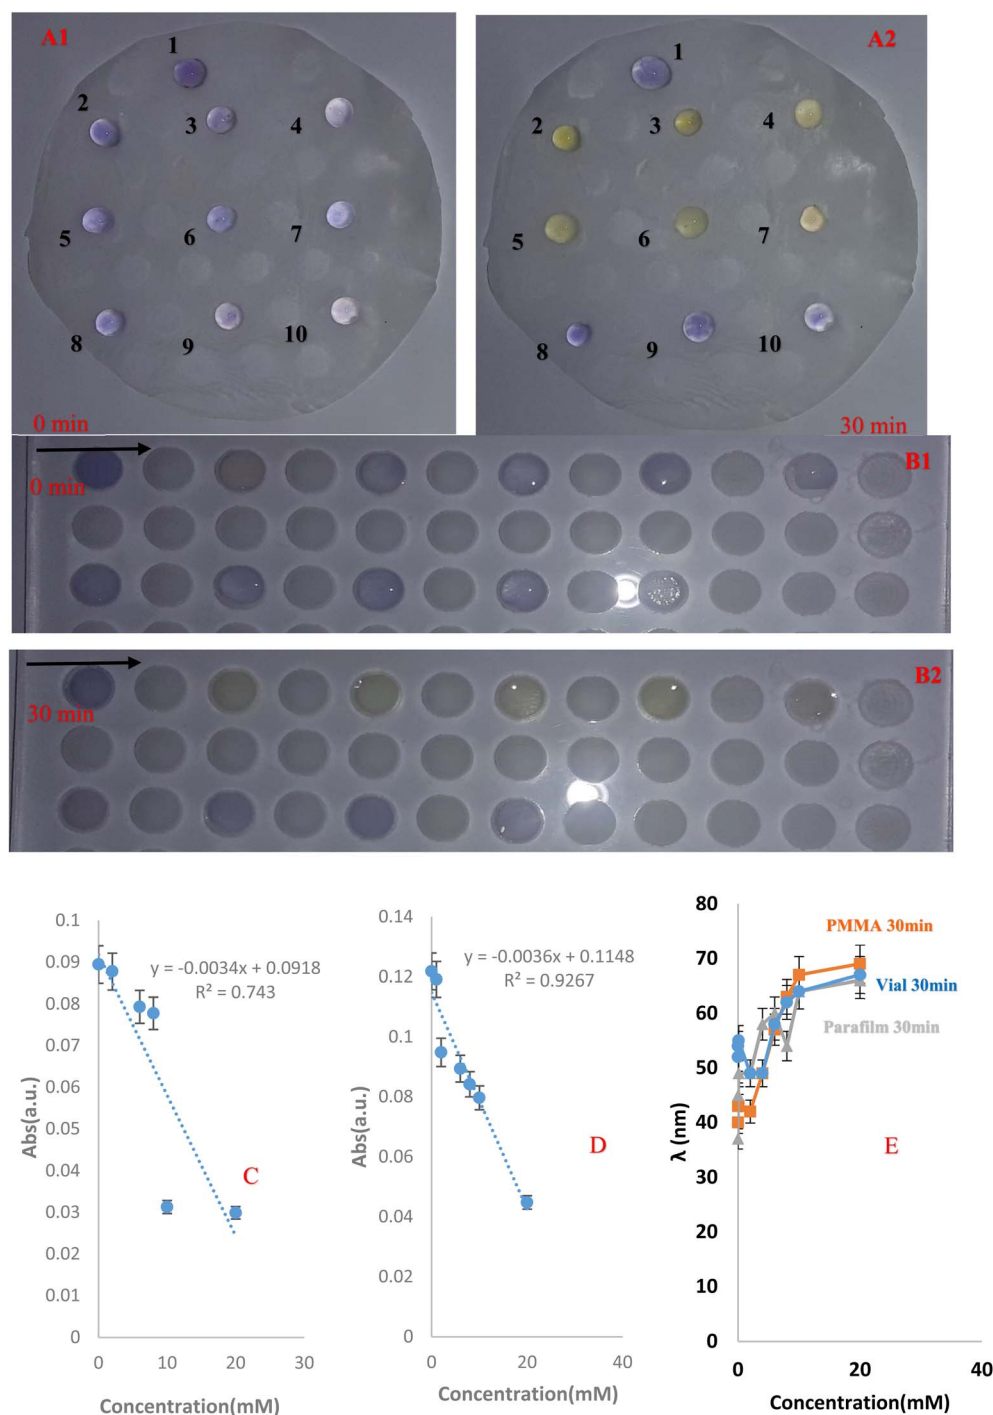 A1
A2
1
2
3
4
5
6
7
8
9
10
0 min
1
2
3
4
5
6
7
8
9
10
30 min
B1
0 min
B2
30 min
0.1
0.09
0.08
0.07
0.06
0.05
0.04
0.03
0.02
0.01
0
Abs(a.u.)
y = -0.0034x + 0.0918
R² = 0.743
C
0
10
20
30
Concentration(mM)
0.14
0.12
0.1
0.08
0.06
0.04
0.02
0
Abs(a.u.)
y = -0.0036x + 0.1148
R² = 0.9267
D
0
20
40
Concentration(mM)
80
70
60
50
40
30
20
10
0
λ (nm)
PMMA 30min
Vial 30min
Parafilm 30min
E
0
20
40
Concentration(mM)